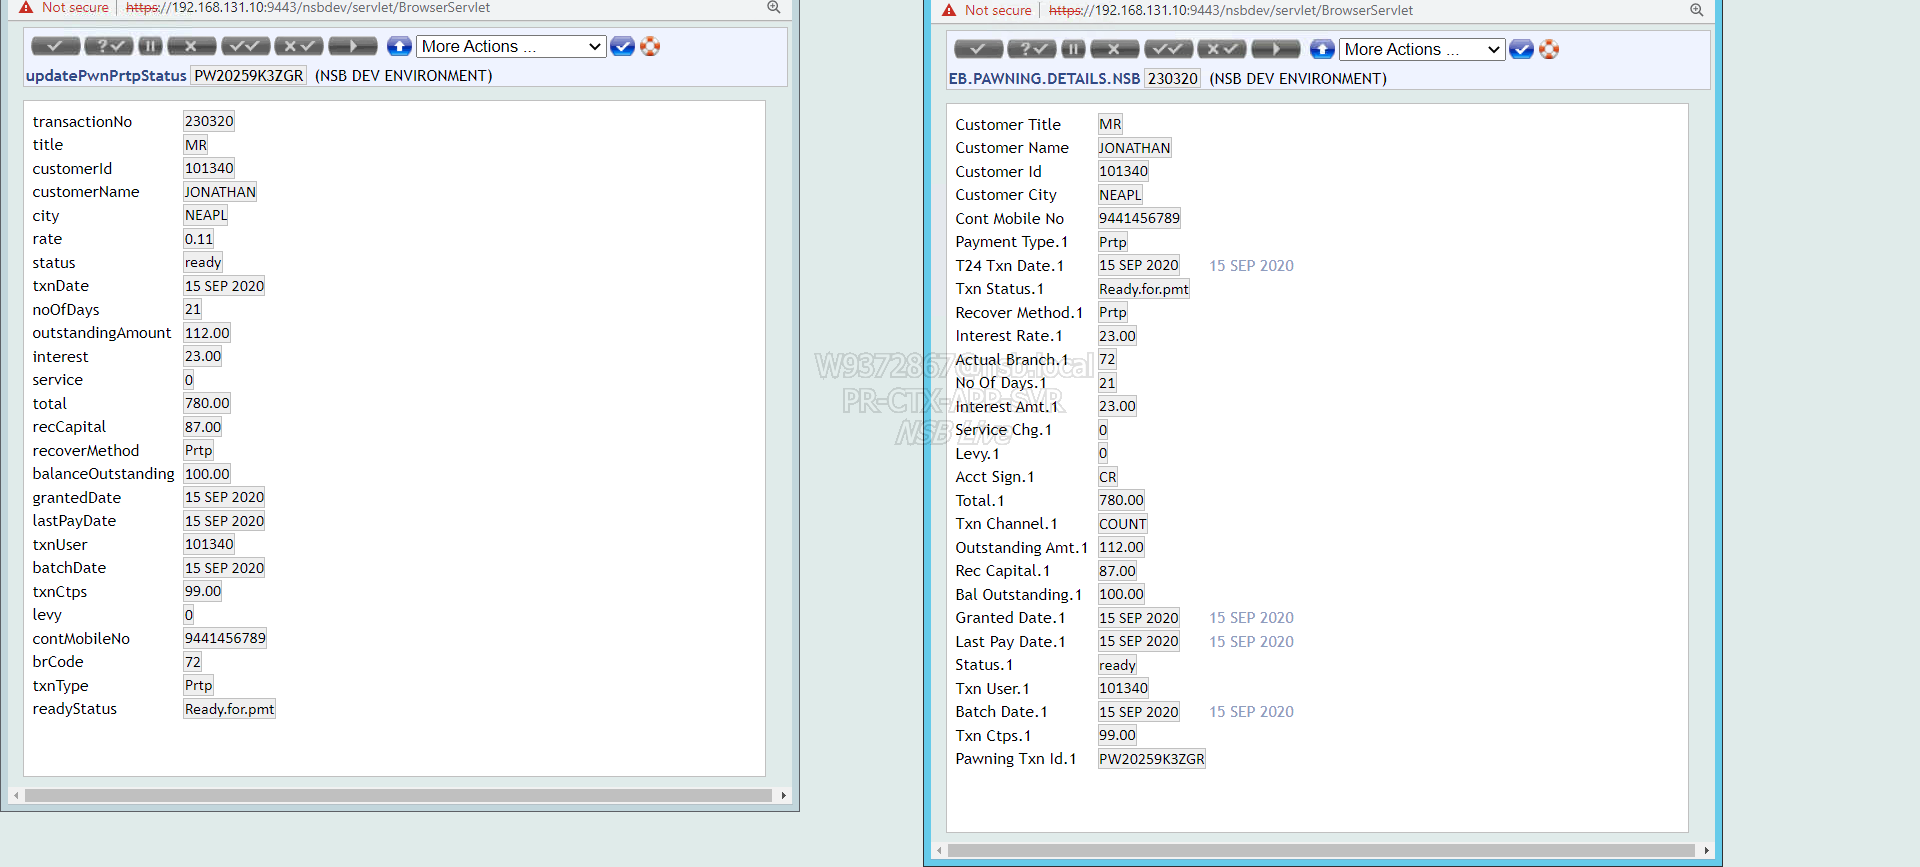 Not secure https://192.168.131.10:9443/nsbdev/servlet/BrowserServlet
More Actions ...
updatePwnPrtpStatus PW20259K3ZGR (NSB DEV ENVIRONMENT)
transactionNo 230320
title MR
customerId 101340
customerName JONATHAN
city NEAPL
rate 0.11
status ready
txnDate 15 SEP 2020
noOfDays 21
outstandingAmount 112.00
interest 23.00
service 0
total 780.00
recCapital 87.00
recoverMethod Prtp
balanceOutstanding 100.00
grantedDate 15 SEP 2020
lastPayDate 15 SEP 2020
txnUser 101340
batchDate 15 SEP 2020
txnCtps 99.00
levy 0
contMobileNo 9441456789
brCode 72
txnType Prtp
readyStatus Ready.for.pmt
Not secure https://192.168.131.10:9443/nsbdev/servlet/BrowserServlet
More Actions ...
EB.PAWNING.DETAILS.NSB 230320 (NSB DEV ENVIRONMENT)
Customer Title MR
Customer Name JONATHAN
Customer Id 101340
Customer City NEAPL
Cont Mobile No 9441456789
Payment Type.1 Prtp
T24 Txn Date.1 15 SEP 2020 15 SEP 2020
Txn Status.1 Ready.for.pmt
Recover Method.1 Prtp
Interest Rate.1 23.00
Actual Branch.1 72
No Of Days.1 21
Interest Amt.1 23.00
Service Chg.1 0
Levy.1 0
Acct Sign.1 CR
Total.1 780.00
Txn Channel.1 COUNT
Outstanding Amt.1 112.00
Rec Capital.1 87.00
Bal Outstanding.1 100.00
Granted Date.1 15 SEP 2020 15 SEP 2020
Last Pay Date.1 15 SEP 2020 15 SEP 2020
Status.1 ready
Txn User.1 101340
Batch Date.1 15 SEP 2020 15 SEP 2020
Txn Ctps.1 99.00
Pawning Txn Id.1 PW20259K3ZGR
W9372867@nsb.local
PR-CTX-APP-SVR
NSB Live